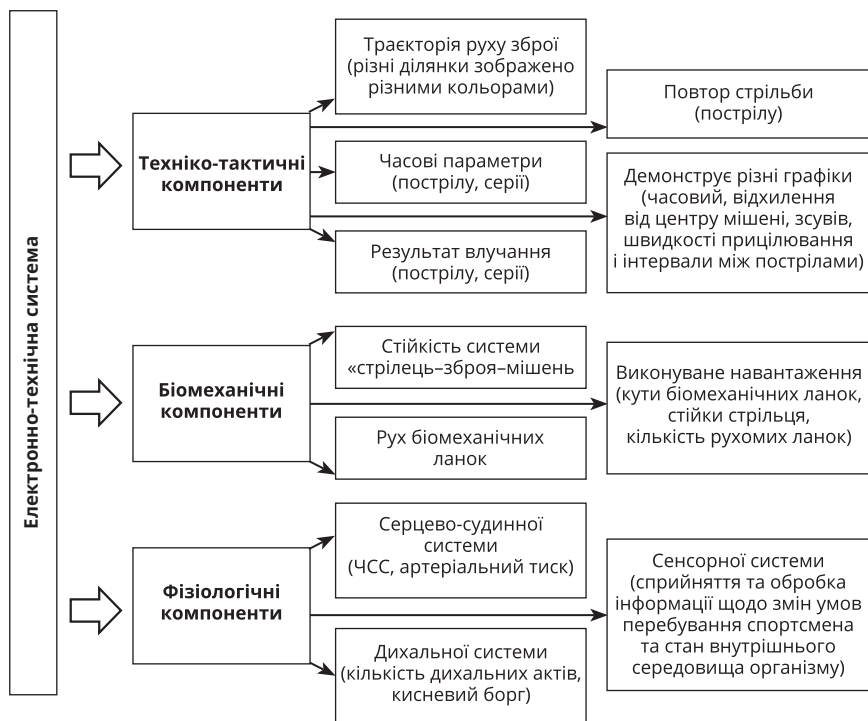 Електронно-технічна система
Техніко-тактичні
компоненти
Траєкторія руху зброї
(різні ділянки зображено
різними кольорами)
Часові параметри
(пострілу, серії)
Результат влучання
(пострілу, серії)
Повтор стрільби
(пострілу)
Демонструє різні графіки
(часовий, відхилення
від центру мішені, зсувів,
швидкості прицілювання
і інтервали між пострілами)
Біомеханічні
компоненти
Стійкість системи
«стрілець–зброя–мішень
Рух біомеханічних
ланок
Виконуване навантаження
(кути біомеханічних ланок,
стійки стрільця,
кількість рухомих ланок)
Фізіологічні
компоненти
Серцево-судинної
системи
(ЧСС, артеріальний тиск)
Дихальної системи
(кількість дихальних актів,
кисневий борг)
Сенсорної системи
(сприйняття та обробка
інформації щодо змін умов
перебування спортсмена
та стан внутрішнього
середовища організму)